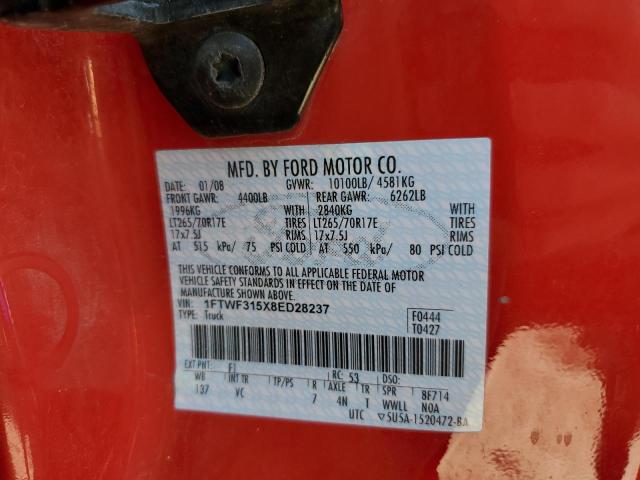 MFD. BY FORD MOTOR CO.
DATE: 01/08 GVWR: 10100LB/ 4581KG
FRONT GAWR: 4400LB REAR GAWR: 6262LB
1996KG WITH 2840KG WITH
LT265/70R17E TIRES LT265/70R17E TIRES
17x7.5J RIMS 17x7.5J RIMS
AT 515 kPa/ 75 PSI COLD AT 550 kPa/ 80 PSI COLD
THIS VEHICLE CONFORMS TO ALL APPLICABLE FEDERAL MOTOR
VEHICLE SAFETY STANDARDS IN EFFECT ON THE DATE OF
MANUFACTURE SHOWN ABOVE.
VIN: 1FTWF315X8ED28237 F0444
TYPE: Truck T0427
EXT PNT: F1 RC: 53 DSO:
WB INT TR TP/PS R AXLE TR SPR 8F714
137 VC 7 4N T WWLL N0A
UTC ▽5U5A-1520472-BA